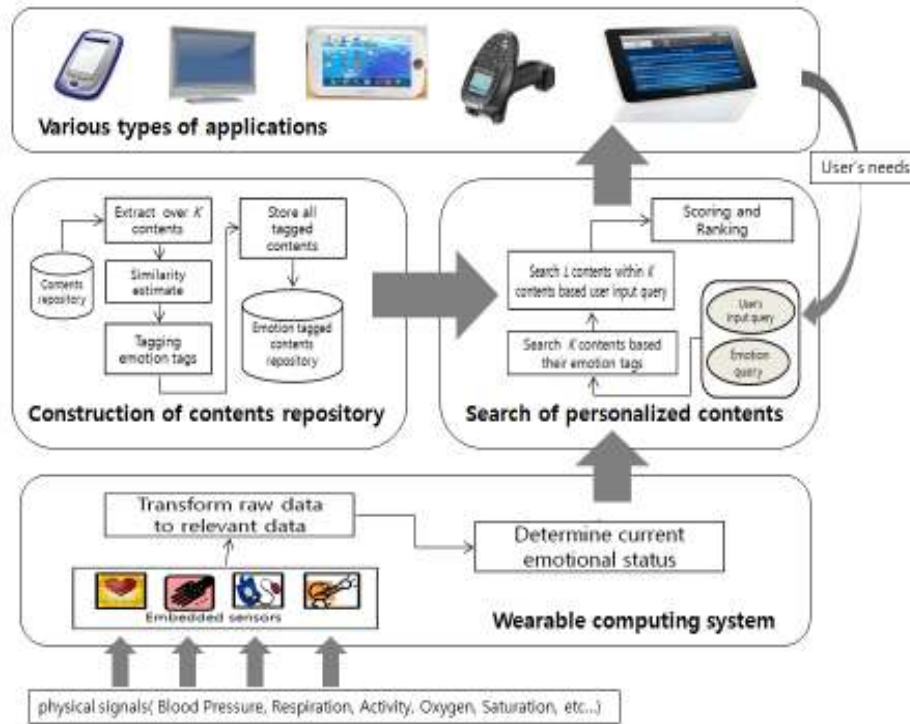 Various types of applications
User's needs
Extract over K
contents
Store all
tagged
contents
Contents
repository
Similarity
estimate
Tagging
emotion tags
Emotion tagged
contents
repository
Construction of contents repository
Scoring and
Ranking
Search L contents within K
contents based user input query
Search K contents based
their emotion tags
User's
input query
Emotion
query
Search of personalized contents
Transform raw data
to relevant data
Determine current
emotional status
Embedded sensors
Wearable computing system
physical signals( Blood Pressure, Respiration, Activity, Oxygen, Saturation, etc...)